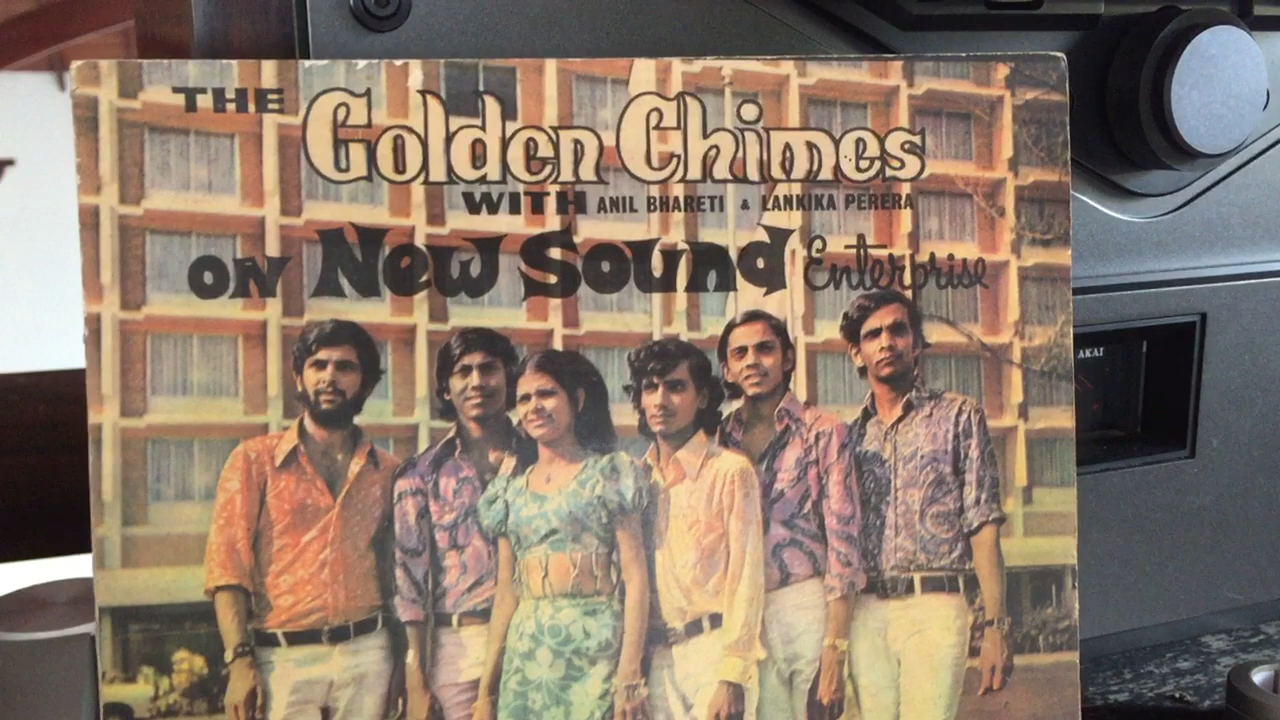 THE Golden Chimes
WITH ANIL BHARETI & LANKIKA PERERA
ON New Sound Enterprise
AKAI